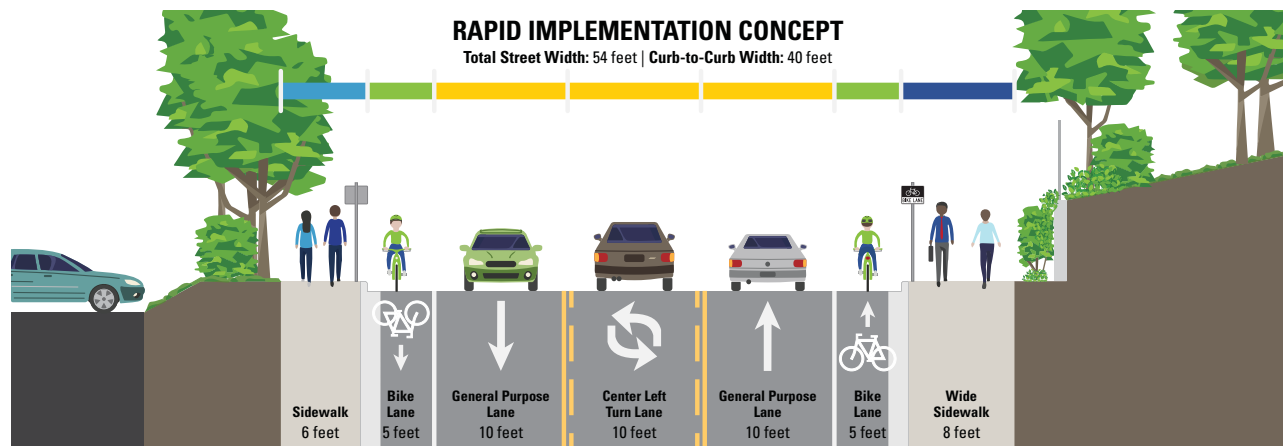 RAPID IMPLEMENTATION CONCEPT
Total Street Width: 54 feet | Curb-to-Curb Width: 40 feet
BIKE LANE
Sidewalk
6 feet
Bike
Lane
5 feet
General Purpose
Lane
10 feet
Center Left
Turn Lane
10 feet
General Purpose
Lane
10 feet
Bike
Lane
5 feet
Wide
Sidewalk
8 feet